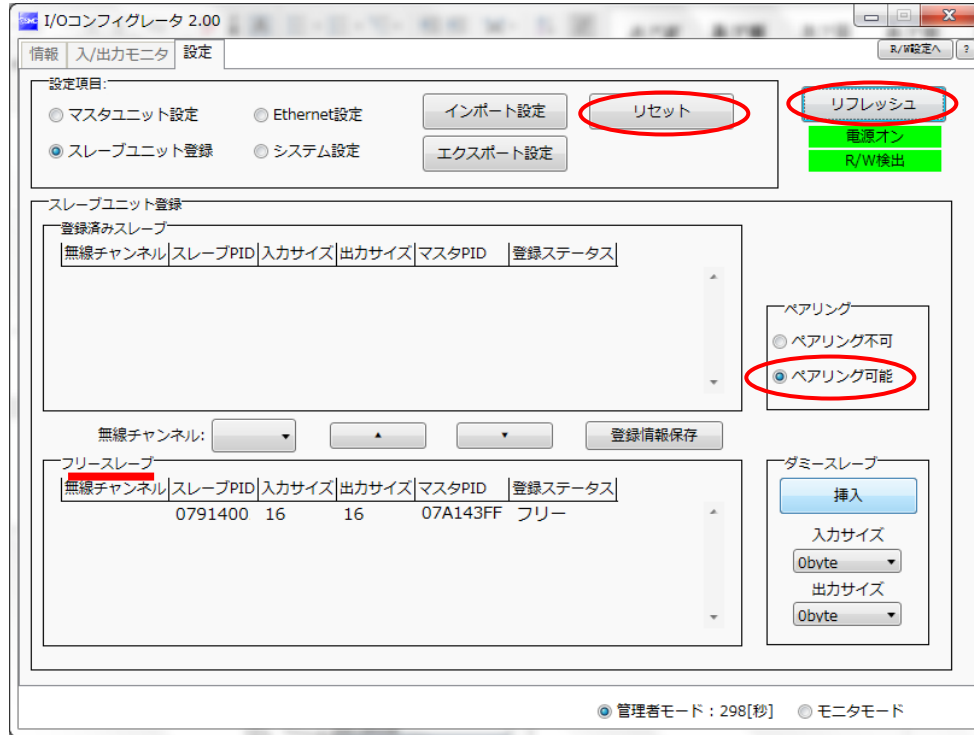 I/Oコンフィグレータ 2.00
情報 入/出力モニタ 設定 R/W設定へ ?
設定項目:
マスタユニット設定 Ethernet設定 インポート設定 リセット リフレッシュ
電源オン
スレーブユニット登録 システム設定 エクスポート設定 R/W検出
スレーブユニット登録
登録済みスレーブ
無線チャンネル スレーブPID 入力サイズ 出力サイズ マスタPID 登録ステータス
ペアリング
ペアリング不可
ペアリング可能
無線チャンネル: 登録情報保存
フリースレーブ
無線チャンネル スレーブPID 入力サイズ 出力サイズ マスタPID 登録ステータス
0791400 16 16 07A143FF フリー
ダミースレーブ
挿入
入力サイズ
0byte
出力サイズ
0byte
管理者モード:298[秒] モニタモード